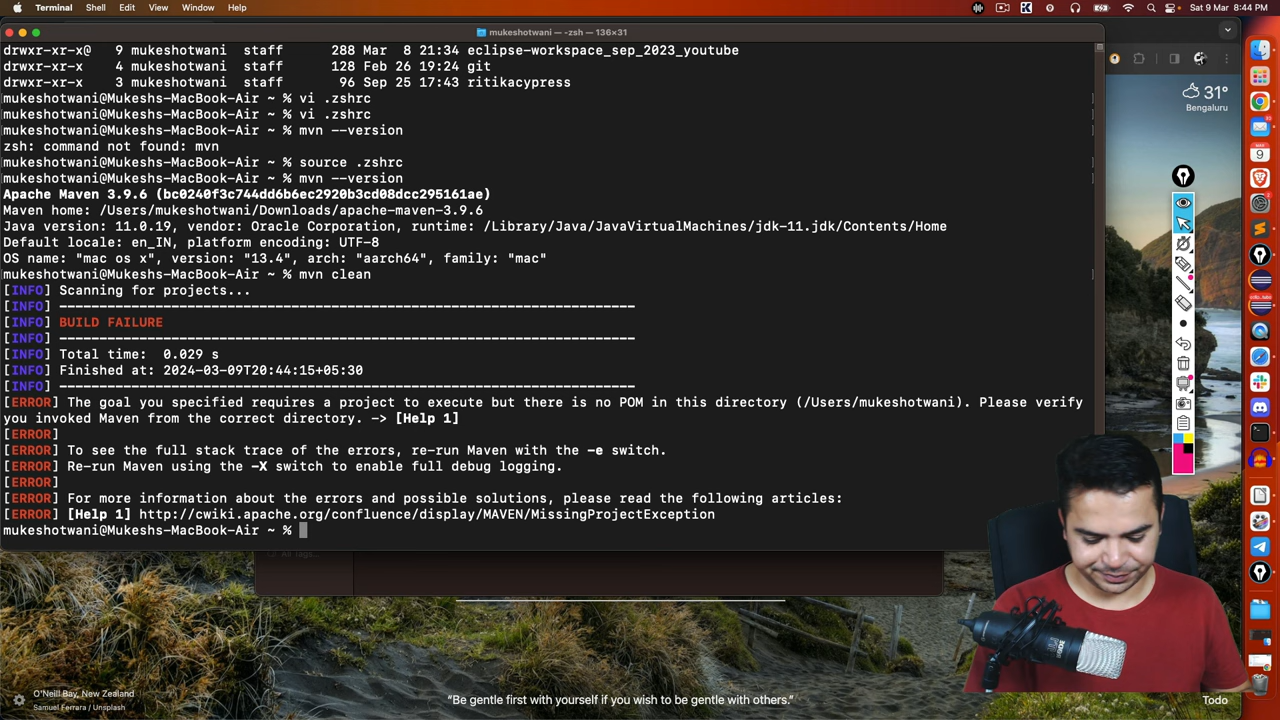 Terminal Shell Edit View Window Help
Sat 9 Mar 8:44 PM
mukeshotwani — -zsh — 136×31
drwxr-xr-x@ 9 mukeshotwani staff 288 Mar 8 21:34 eclipse-workspace_sep_2023_youtube
drwxr-xr-x 4 mukeshotwani staff 128 Feb 26 19:24 git
drwxr-xr-x 3 mukeshotwani staff 96 Sep 25 17:43 ritikacypress
mukeshotwani@Mukeshs-MacBook-Air ~ % vi .zshrc
mukeshotwani@Mukeshs-MacBook-Air ~ % vi .zshrc
mukeshotwani@Mukeshs-MacBook-Air ~ % mvn --version
zsh: command not found: mvn
mukeshotwani@Mukeshs-MacBook-Air ~ % source .zshrc
mukeshotwani@Mukeshs-MacBook-Air ~ % mvn --version
Apache Maven 3.9.6 (bc0240f3c744dd6b6ec2920b3cd08dcc295161ae)
Maven home: /Users/mukeshotwani/Downloads/apache-maven-3.9.6
Java version: 11.0.19, vendor: Oracle Corporation, runtime: /Library/Java/JavaVirtualMachines/jdk-11.jdk/Contents/Home
Default locale: en_IN, platform encoding: UTF-8
OS name: "mac os x", version: "13.4", arch: "aarch64", family: "mac"
mukeshotwani@Mukeshs-MacBook-Air ~ % mvn clean
[INFO] Scanning for projects...
[INFO] ------------------------------------------------------------------------
[INFO] BUILD FAILURE
[INFO] ------------------------------------------------------------------------
[INFO] Total time:  0.029 s
[INFO] Finished at: 2024-03-09T20:44:15+05:30
[INFO] ------------------------------------------------------------------------
[ERROR] The goal you specified requires a project to execute but there is no POM in this directory (/Users/mukeshotwani). Please verify
you invoked Maven from the correct directory. -> [Help 1]
[ERROR]
[ERROR] To see the full stack trace of the errors, re-run Maven with the -e switch.
[ERROR] Re-run Maven using the -X switch to enable full debug logging.
[ERROR]
[ERROR] For more information about the errors and possible solutions, please read the following articles:
[ERROR] [Help 1] http://cwiki.apache.org/confluence/display/MAVEN/MissingProjectException
mukeshotwani@Mukeshs-MacBook-Air ~ %
All Tags...
31°
Bengaluru
MAR
9
O'Neill Bay, New Zealand
Samuel Ferrara / Unsplash
"Be gentle first with yourself if you wish to be gentle with others."
Todo